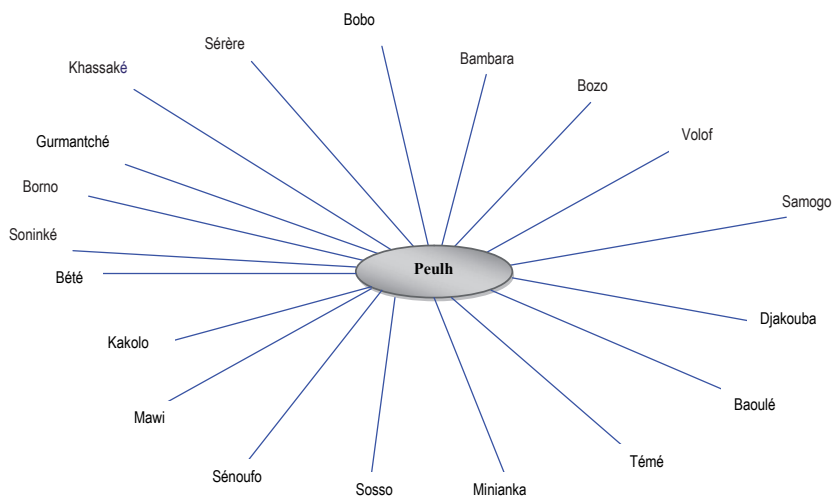 Bobo
Sérère
Bambara
Khassaké
Bozo
Volof
Gurmantché
Borno
Samogo
Soninké
Peulh
Bété
Djakouba
Kakolo
Baoulé
Mawi
Témé
Sénoufo
Sosso
Minianka